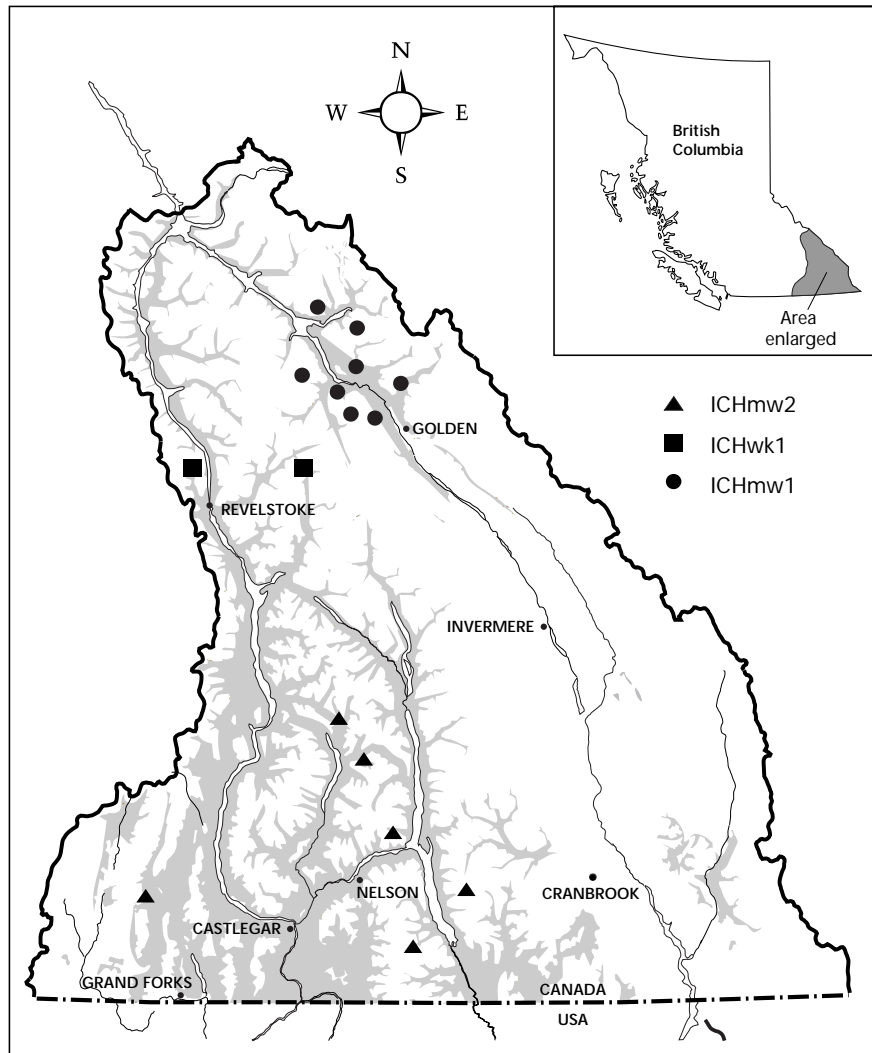 N
W E
S
British
Columbia
Area
enlarged
ICHmw2
ICHwk1
ICHmw1
GOLDEN
REVELSTOKE
INVERMERE
NELSON
CRANBROOK
CASTLEGAR
GRAND FORKS
CANADA
USA